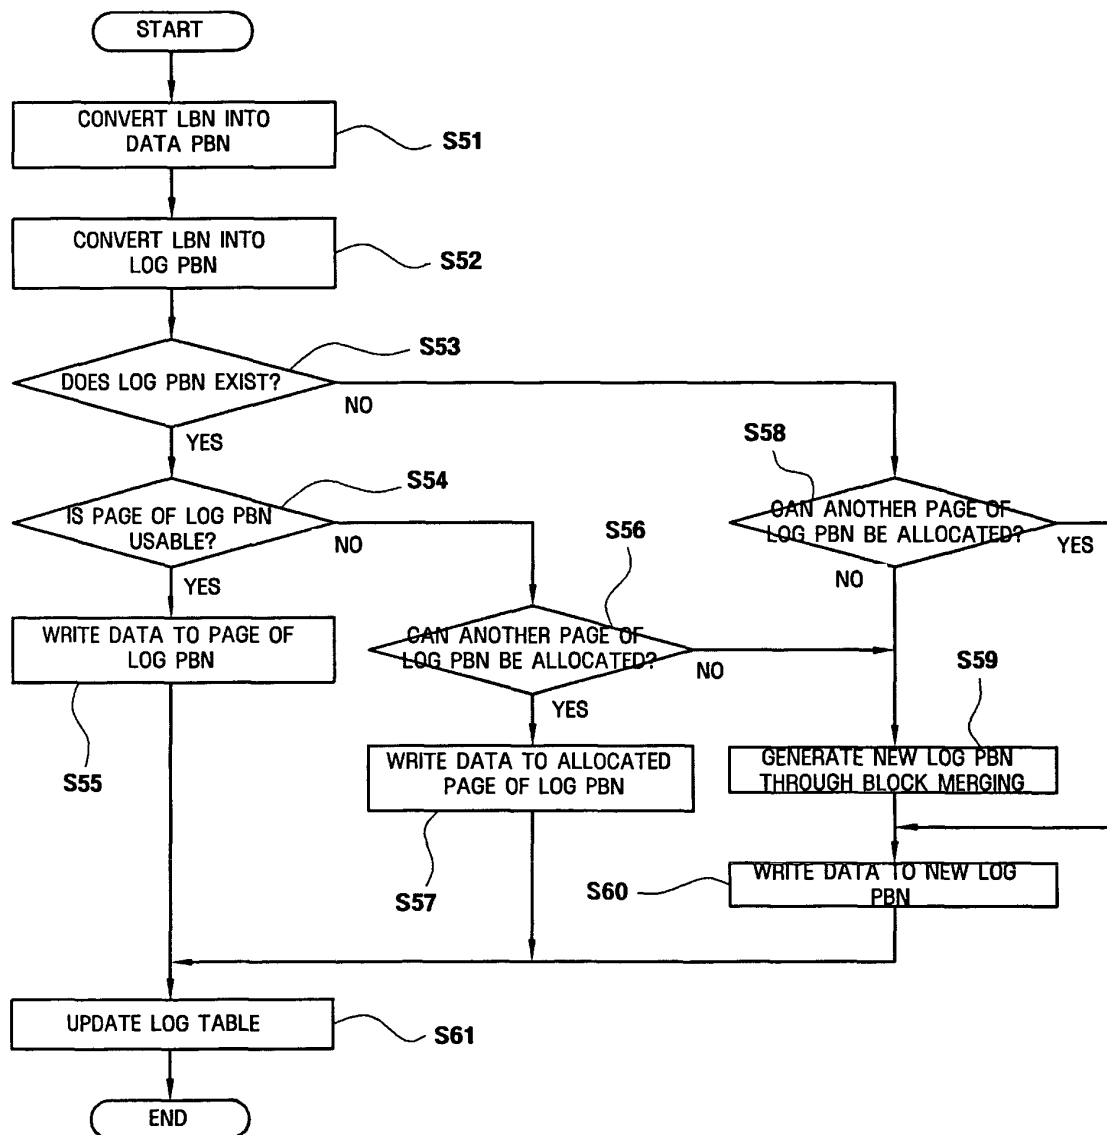 START
CONVERT LBN INTO
DATA PBN
S51
CONVERT LBN INTO
LOG PBN
S52
S53
DOES LOG PBN EXIST?
NO
YES
S58
S54
IS PAGE OF LOG PBN
USABLE?
NO
YES
S56
CAN ANOTHER PAGE OF
LOG PBN BE ALLOCATED?
YES
NO
WRITE DATA TO PAGE OF
LOG PBN
S55
CAN ANOTHER PAGE OF
LOG PBN BE ALLOCATED?
NO
YES
S59
WRITE DATA TO ALLOCATED
PAGE OF LOG PBN
S57
GENERATE NEW LOG PBN
THROUGH BLOCK MERGING
S60
WRITE DATA TO NEW LOG
PBN
UPDATE LOG TABLE
S61
END